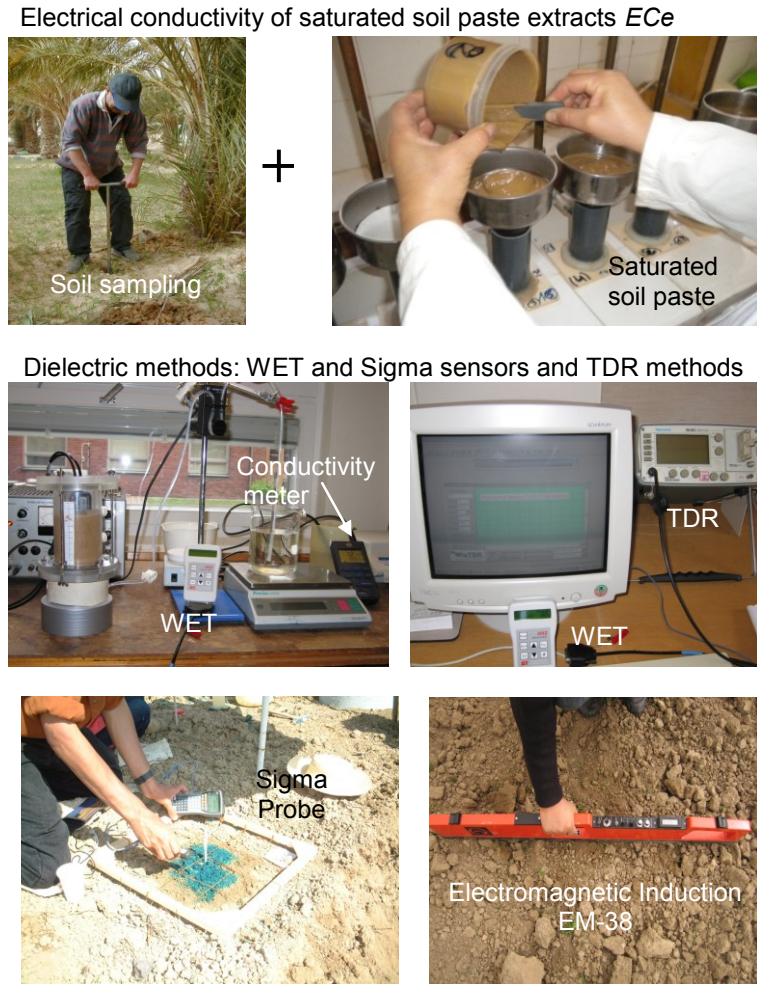 Electrical conductivity of saturated soil paste extracts ECe
+
Soil sampling
Saturated
soil paste
Dielectric methods: WET and Sigma sensors and TDR methods
Conductivity
meter
WET
TDR
WET
Sigma
Probe
Electromagnetic Induction
EM-38